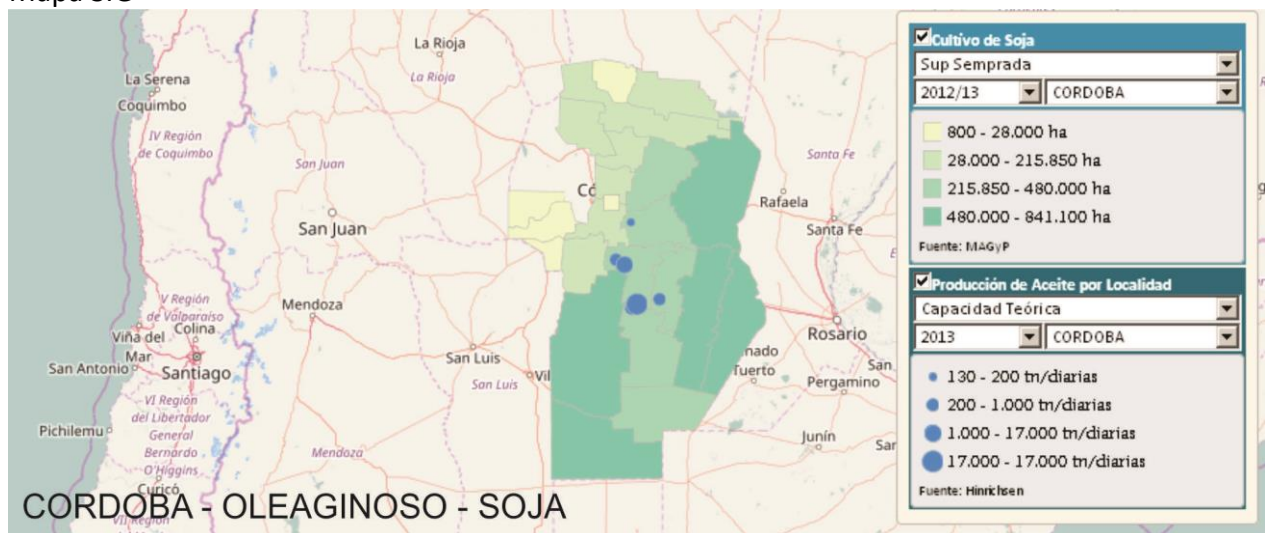 La Rioja
La Rioja
La Serena
Coquimbo
IV Región
de Coquimbo
San Juan
San Juan
Santa Fe
Rafaela
Santa Fe
Có
V Región
de Valparaíso
Mendoza
Viña del
Mar
Colina
San Antonio
Santiago
San Luis
San Luis
Vil
Rosario
nado
Tuerto
San
Pergamino
VI Región
del Libertador
General
Bernardo
O'Higgins
Pichilemu
Mendoza
Junín
Sar
Curicó
CORDOBA - OLEAGINOSO - SOJA
Cultivo de Soja
Sup Semprada
2012/13 CORDOBA
800 - 28.000 ha
28.000 - 215.850 ha
215.850 - 480.000 ha
480.000 - 841.100 ha
Fuente: MAGyP
Producción de Aceite por Localidad
Capacidad Teórica
2013 CORDOBA
130 - 200 tn/diarias
200 - 1.000 tn/diarias
1.000 - 17.000 tn/diarias
17.000 - 17.000 tn/diarias
Fuente: Hinrichsen